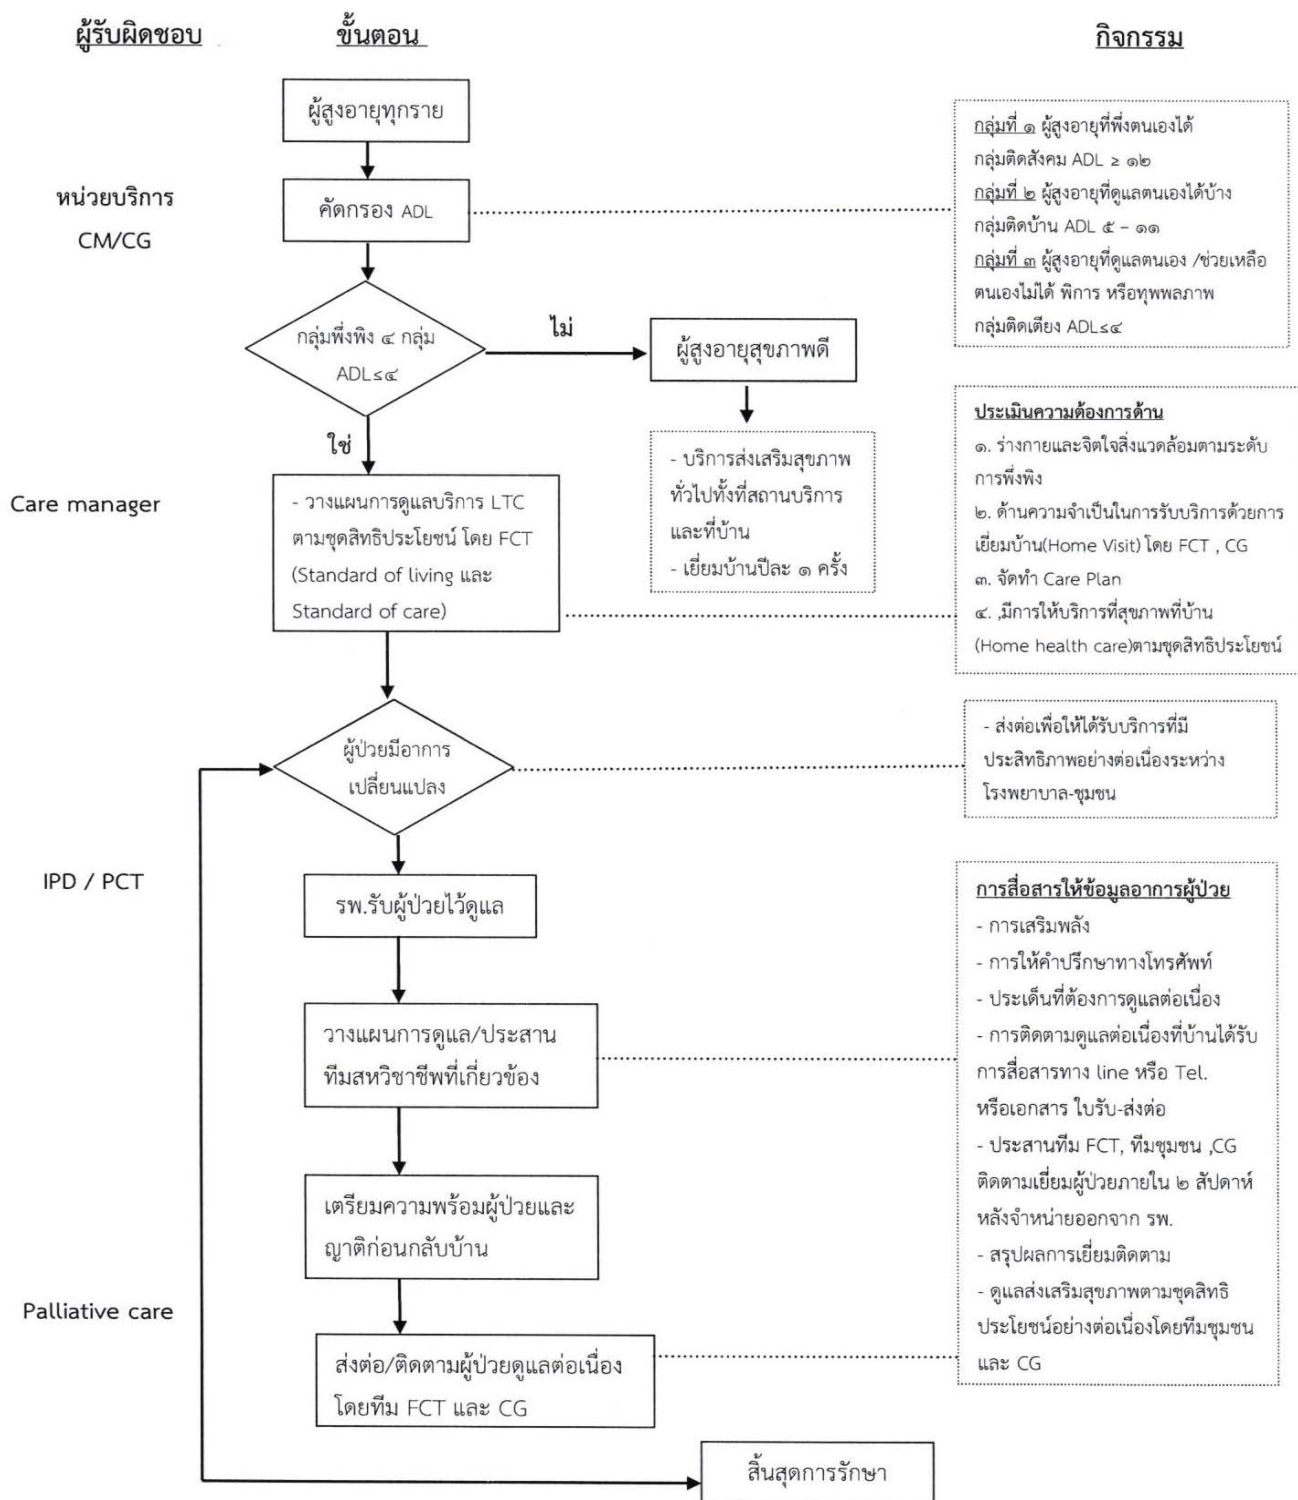 ผู้รับผิดชอบ
ขั้นตอน
กิจกรรม
ผู้สูงอายุทุกราย
หน่วยบริการ
CM/CG
คัดกรอง ADL
กลุ่มที่ ๑ ผู้สูงอายุที่พึ่งตนเองได้
กลุ่มติดสังคม ADL ≥ ๑๒
กลุ่มที่ ๒ ผู้สูงอายุที่ดูแลตนเองได้บ้าง
กลุ่มติดบ้าน ADL ๕ – ๑๑
กลุ่มที่ ๓ ผู้สูงอายุที่ดูแลตนเอง /ช่วยเหลือ
ตนเองไม่ได้ พิการ หรือทุพพลภาพ
กลุ่มติดเตียง ADL≤๔
กลุ่มพึ่งพิง ๔ กลุ่ม
ADL≤๔
ไม่
ผู้สูงอายุสุขภาพดี
ใช่
- บริการส่งเสริมสุขภาพ
ทั่วไปทั้งที่สถานบริการ
และที่บ้าน
- เยี่ยมบ้านปีละ ๑ ครั้ง
Care manager
- วางแผนการดูแลบริการ LTC
ตามชุดสิทธิประโยชน์ โดย FCT
(Standard of living และ
Standard of care)
ประเมินความต้องการด้าน
๑. ร่างกายและจิตใจสิ่งแวดล้อมตามระดับ
การพึ่งพิง
๒. ด้านความจำเป็นในการรับบริการด้วยการ
เยี่ยมบ้าน(Home Visit) โดย FCT , CG
๓. จัดทำ Care Plan
๔. ,มีการให้บริการที่สุขภาพที่บ้าน
(Home health care)ตามชุดสิทธิประโยชน์
ผู้ป่วยมีอาการ
เปลี่ยนแปลง
- ส่งต่อเพื่อให้ได้รับบริการที่มี
ประสิทธิภาพอย่างต่อเนื่องระหว่าง
โรงพยาบาล-ชุมชน
IPD / PCT
รพ.รับผู้ป่วยไว้ดูแล
วางแผนการดูแล/ประสาน
ทีมสหวิชาชีพที่เกี่ยวข้อง
เตรียมความพร้อมผู้ป่วยและ
ญาติก่อนกลับบ้าน
การสื่อสารให้ข้อมูลอาการผู้ป่วย
- การเสริมพลัง
- การให้คำปรึกษาทางโทรศัพท์
- ประเด็นที่ต้องการดูแลต่อเนื่อง
- การติดตามดูแลต่อเนื่องที่บ้านได้รับ
การสื่อสารทาง line หรือ Tel.
หรือเอกสาร ใบรับ-ส่งต่อ
- ประสานทีม FCT, ทีมชุมชน ,CG
ติดตามเยี่ยมผู้ป่วยภายใน ๒ สัปดาห์
หลังจำหน่ายออกจาก รพ.
- สรุปผลการเยี่ยมติดตาม
- ดูแลส่งเสริมสุขภาพตามชุดสิทธิ
ประโยชน์อย่างต่อเนื่องโดยทีมชุมชน
และ CG
Palliative care
ส่งต่อ/ติดตามผู้ป่วยดูแลต่อเนื่อง
โดยทีม FCT และ CG
สิ้นสุดการรักษา